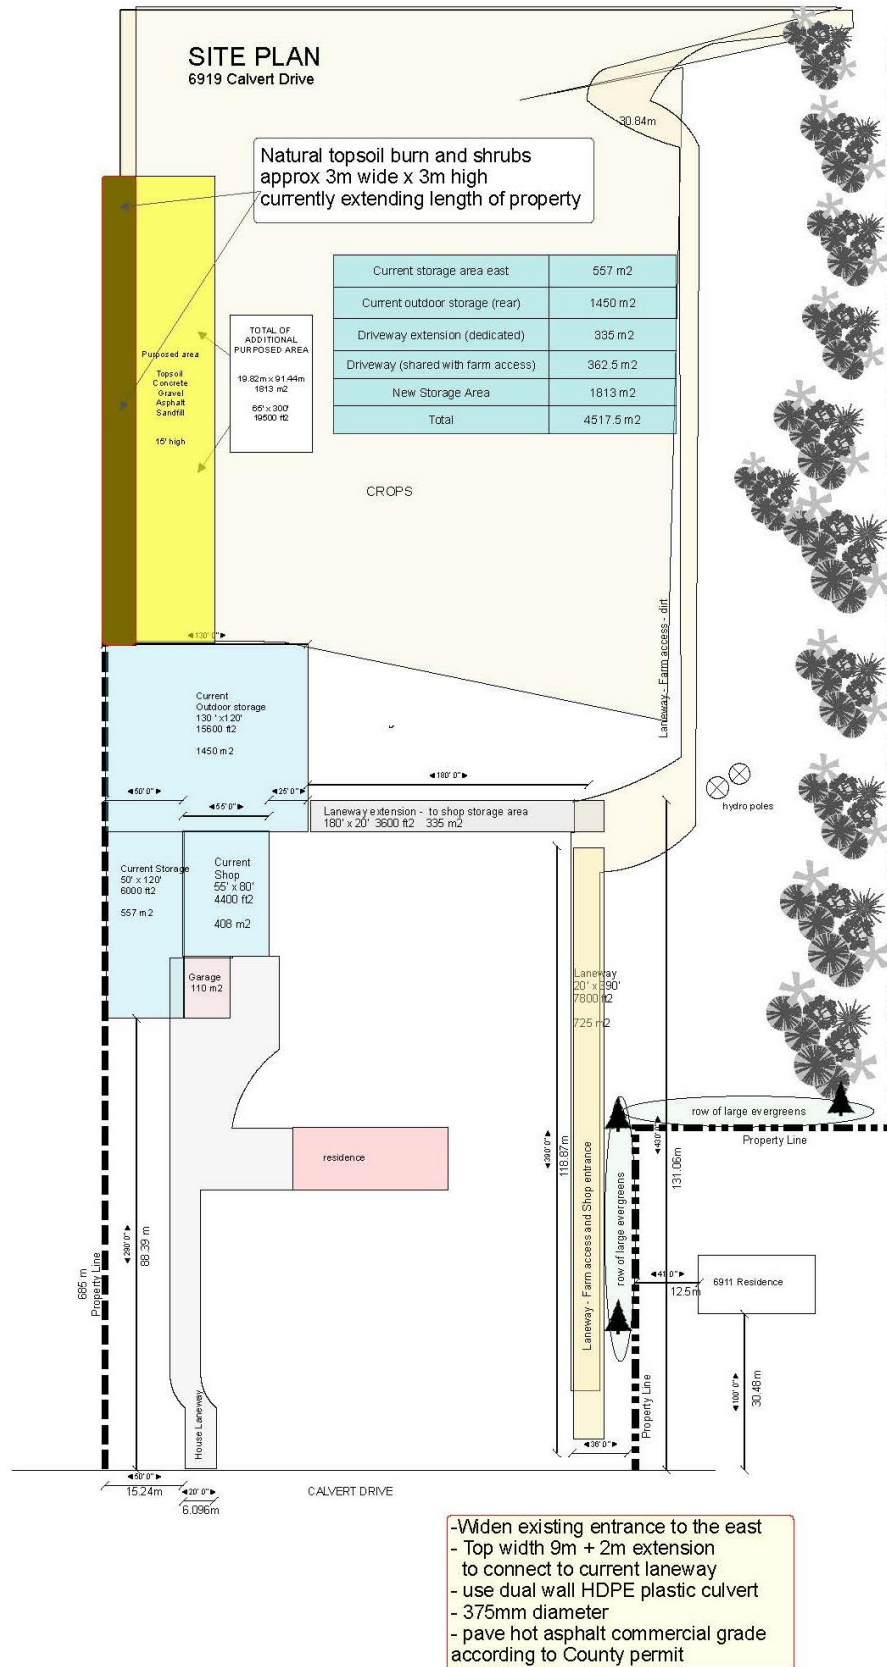 SITE PLAN
6919 Calvert Drive
30.84m
Natural topsoil burn and shrubs
approx 3m wide x 3m high
currently extending length of property
Current storage area east 557 m2
Current outdoor storage (rear) 1450 m2
Driveway extension (dedicated) 335 m2
Driveway (shared with farm access) 362.5 m2
New Storage Area 1813 m2
Total 4517.5 m2
TOTAL OF
ADDITIONAL
PURPOSED AREA
19.82m x 91.44m
1813 m2
65' x 300'
19500 ft2
Purposed area
Topsoil
Concrete
Gravel
Asphalt
Sandfill
15' high
CROPS
Laneway - Farm access - dirt
130' 0"
Current
Outdoor storage
130 ' x120'
15600 ft2
1450 m2
180' 0"
50' 0"
25' 0"
55' 0"
hydro poles
Laneway extension - to shop storage area
180' x 20' 3600 ft2 335 m2
Current Storage
50' x 120'
6000 ft2
557 m2
Current
Shop
55' x 80'
4400 ft2
408 m2
Garage
110 m2
Laneway
20' x 390'
7800 ft2
725 m2
row of large evergreens
Property Line
residence
390' 0"
118.87m
430' 0"
131.06m
Laneway - Farm access and Shop entrance
row of large evergreens
290' 0"
88.39 m
685 m
Property Line
41' 0"
12.5m
6911 Residence
100' 0"
30.48m
House Laneway
Property Line
36' 0"
50' 0"
15.24m
20' 0"
6.096m
CALVERT DRIVE
-Widen existing entrance to the east
- Top width 9m + 2m extension
to connect to current laneway
- use dual wall HDPE plastic culvert
- 375mm diameter
- pave hot asphalt commercial grade
according to County permit